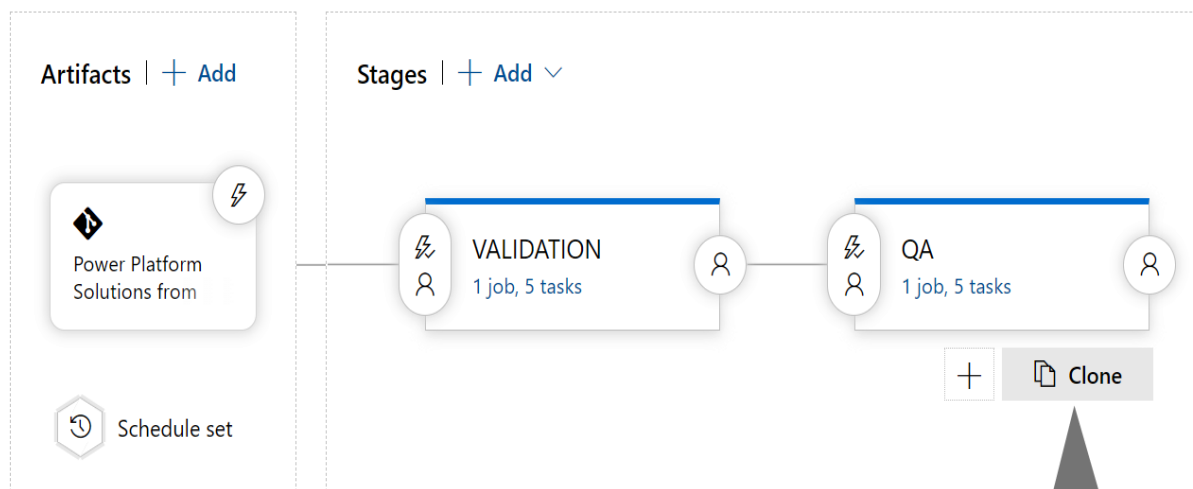 Artifacts
Add
Stages
Add
Power Platform
Solutions from
VALIDATION
1 job, 5 tasks
QA
1 job, 5 tasks
Clone
Schedule set